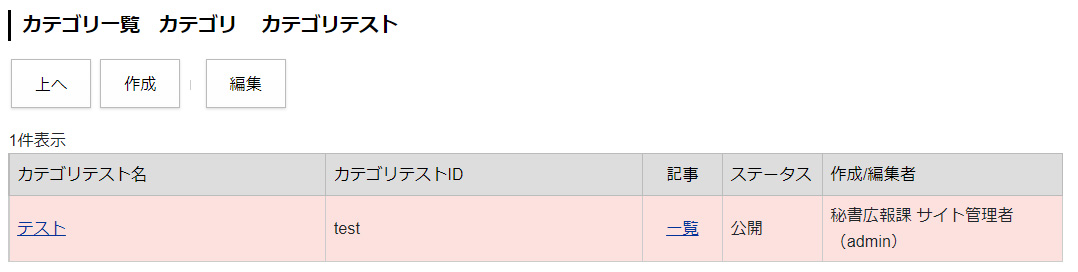 カテゴリ一覧　カテゴリ　カテゴリテスト
上へ 作成 | 編集
1件表示
カテゴリテスト名 カテゴリテストID 記事 ステータス 作成/編集者
テスト test 一覧 公開 秘書広報課 サイト管理者
（admin）